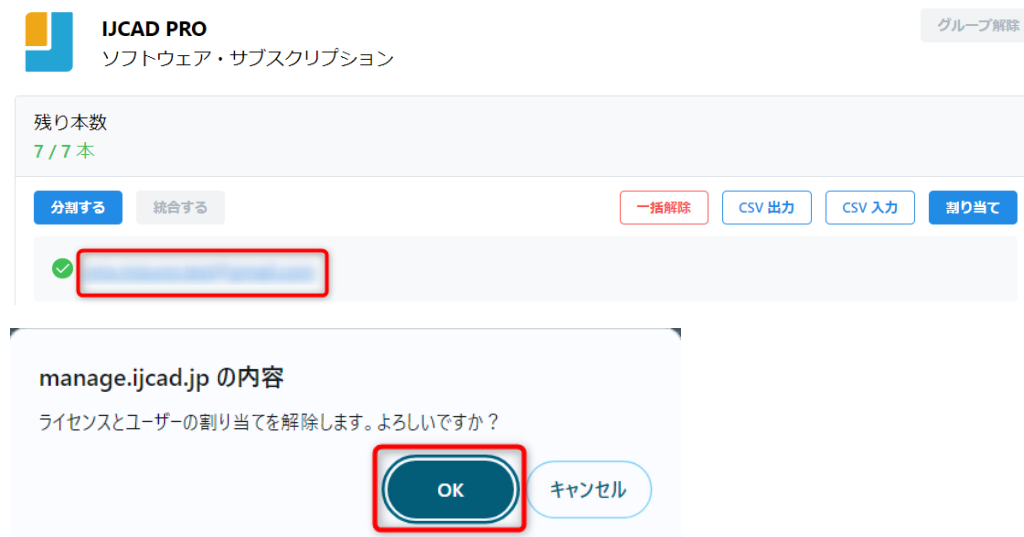 IJCAD PRO
ソフトウェア・サブスクリプション
グループ解除
残り本数
7 / 7 本
分割する 統合する 一括解除 CSV 出力 CSV 入力 割り当て
manage.ijcad.jp の内容
ライセンスとユーザーの割り当てを解除します。よろしいですか？
OK キャンセル